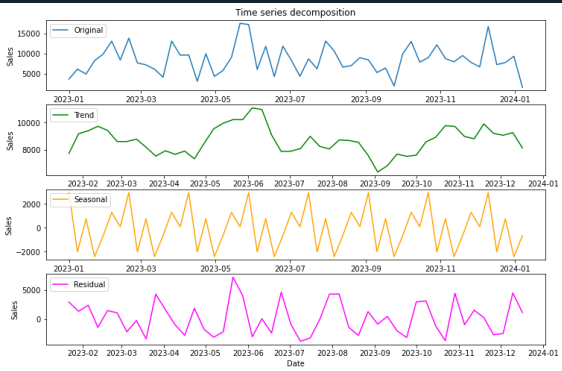 Time series decomposition
15000
10000
5000
Sales
Original
2023-01 2023-03 2023-05 2023-07 2023-09 2023-11 2024-01
10000
8000
Sales
Trend
2023-02 2023-03 2023-04 2023-05 2023-06 2023-07 2023-08 2023-09 2023-10 2023-11 2023-12 2024-01
2000
0
−2000
Sales
Seasonal
2023-01 2023-03 2023-05 2023-07 2023-09 2023-11 2024-01
5000
0
Sales
Residual
2023-02 2023-03 2023-04 2023-05 2023-06 2023-07 2023-08 2023-09 2023-10 2023-11 2023-12 2024-01
Date